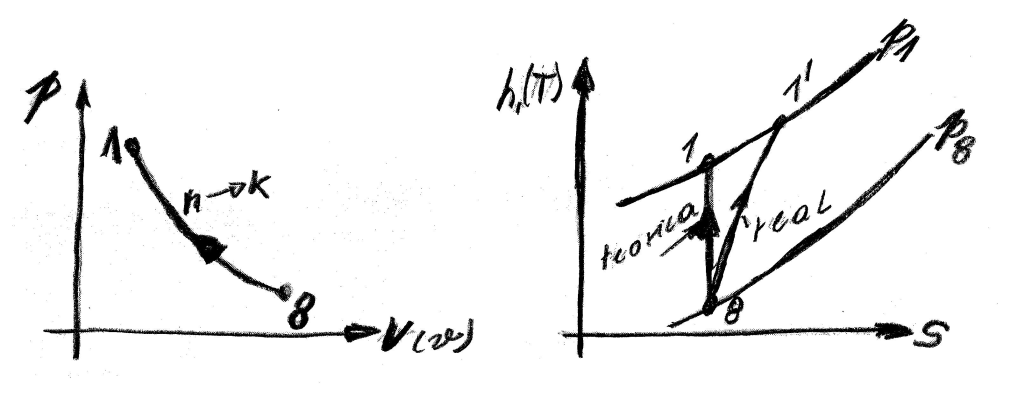 p
1
n → k
8
V (v)
h, (T)
p1
1'
1
p8
teorica
real
8
S